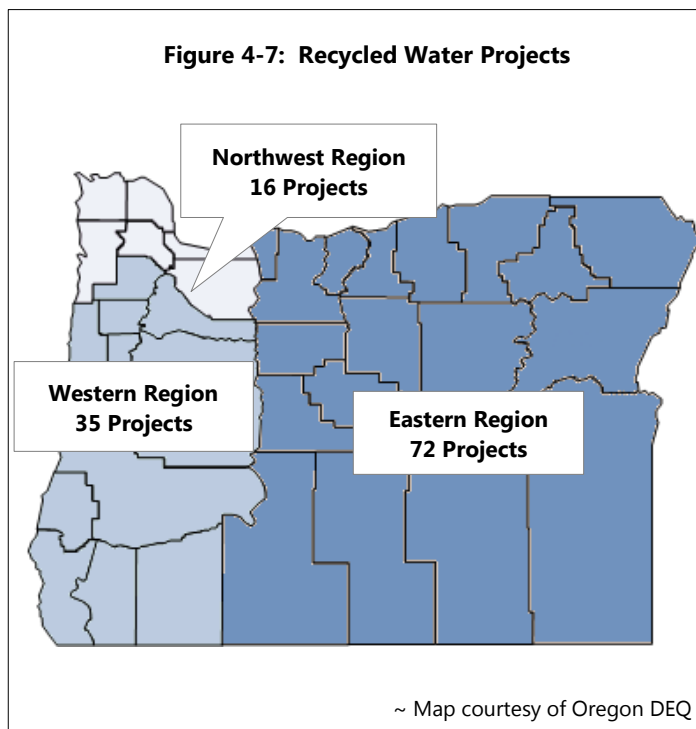 Figure 4-7: Recycled Water Projects
Northwest Region
16 Projects
Western Region
35 Projects
Eastern Region
72 Projects
~ Map courtesy of Oregon DEQ